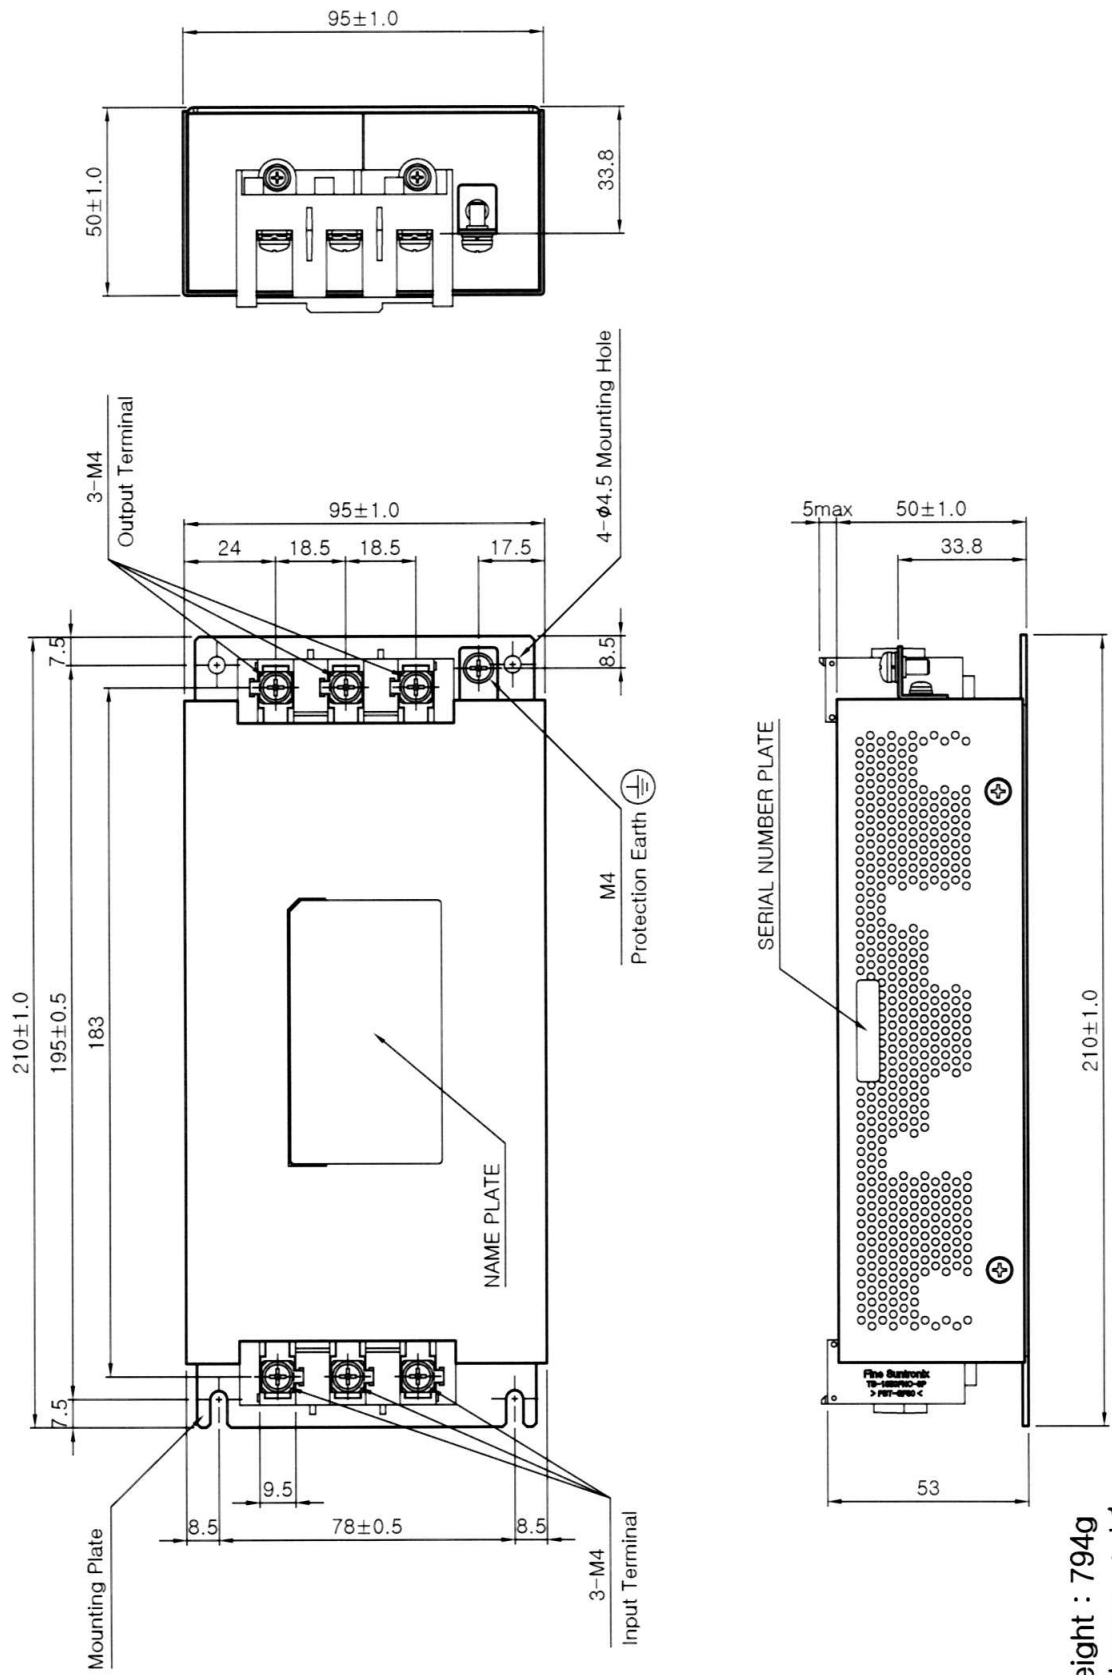 95±1.0
50±1.0
33.8
3-M4
Output Terminal
4-ϕ4.5 Mounting Hole
95±1.0
24
18.5
18.5
17.5
7.5
8.5
210±1.0
195±0.5
183
7.5
M4
Protection Earth
NAME PLATE
9.5
8.5
78±0.5
8.5
Mounting Plate
3-M4
Input Terminal
5max
50±1.0
33.8
SERIAL NUMBER PLATE
210±1.0
Fine Suntronix
53
eight : 794g